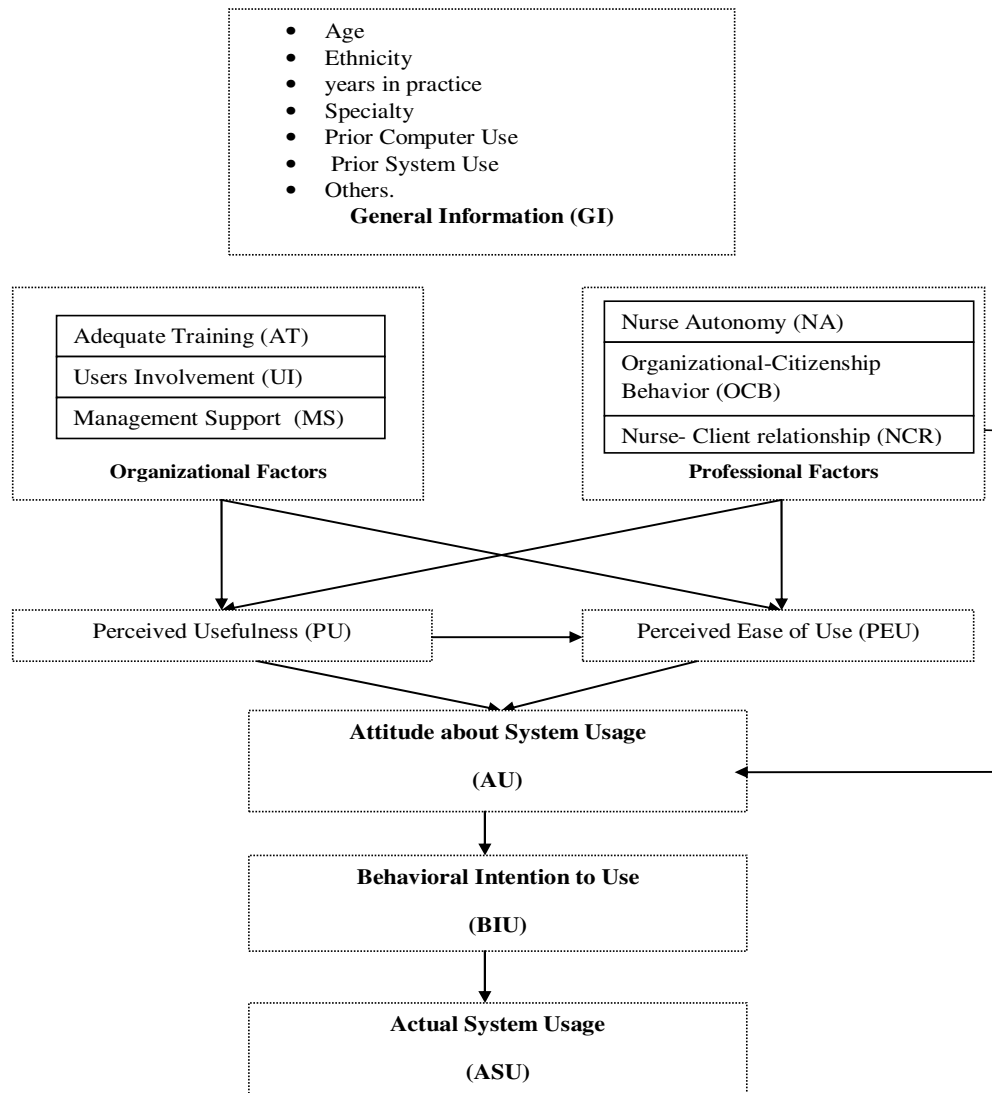 • Age
• Ethnicity
• years in practice
• Specialty
• Prior Computer Use
• Prior System Use
• Others.
General Information (GI)
Adequate Training (AT)
Users Involvement (UI)
Management Support (MS)
Organizational Factors
Nurse Autonomy (NA)
Organizational-Citizenship
Behavior (OCB)
Nurse- Client relationship (NCR)
Professional Factors
Perceived Usefulness (PU)
Perceived Ease of Use (PEU)
Attitude about System Usage
(AU)
Behavioral Intention to Use
(BIU)
Actual System Usage
(ASU)